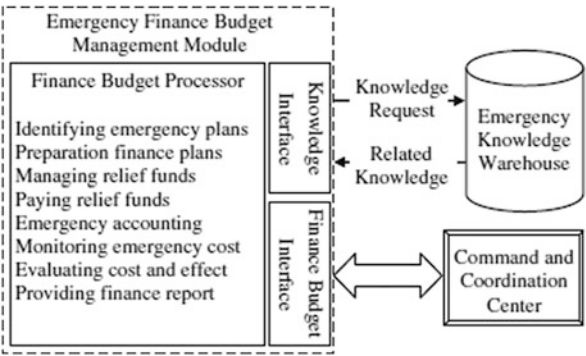 Emergency Finance Budget
Management Module
Finance Budget Processor
Identifying emergency plans
Preparation finance plans
Managing relief funds
Paying relief funds
Emergency accounting
Monitoring emergency cost
Evaluating cost and effect
Providing finance report
Knowledge
Interface
Finance Budget
Interface
Knowledge
Request
Related
Knowledge
Emergency
Knowledge
Warehouse
Command and
Coordination
Center